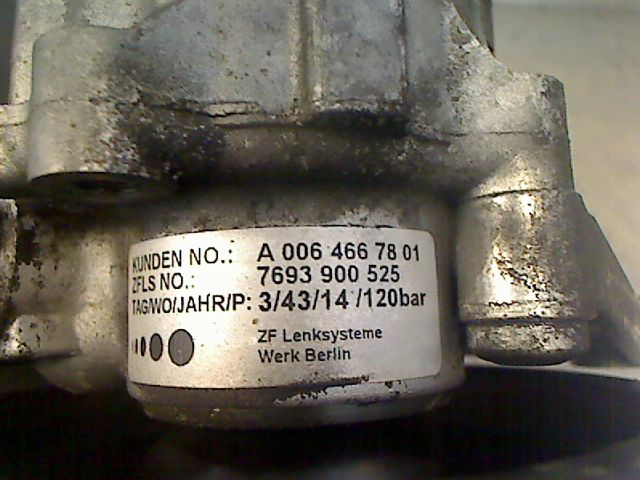 KUNDEN NO.: A 006 466 78 01
ZFLS NO.: 7693 900 525
TAG/WO/JAHR/P: 3/43/14 /120bar
ZF Lenksysteme
Werk Berlin